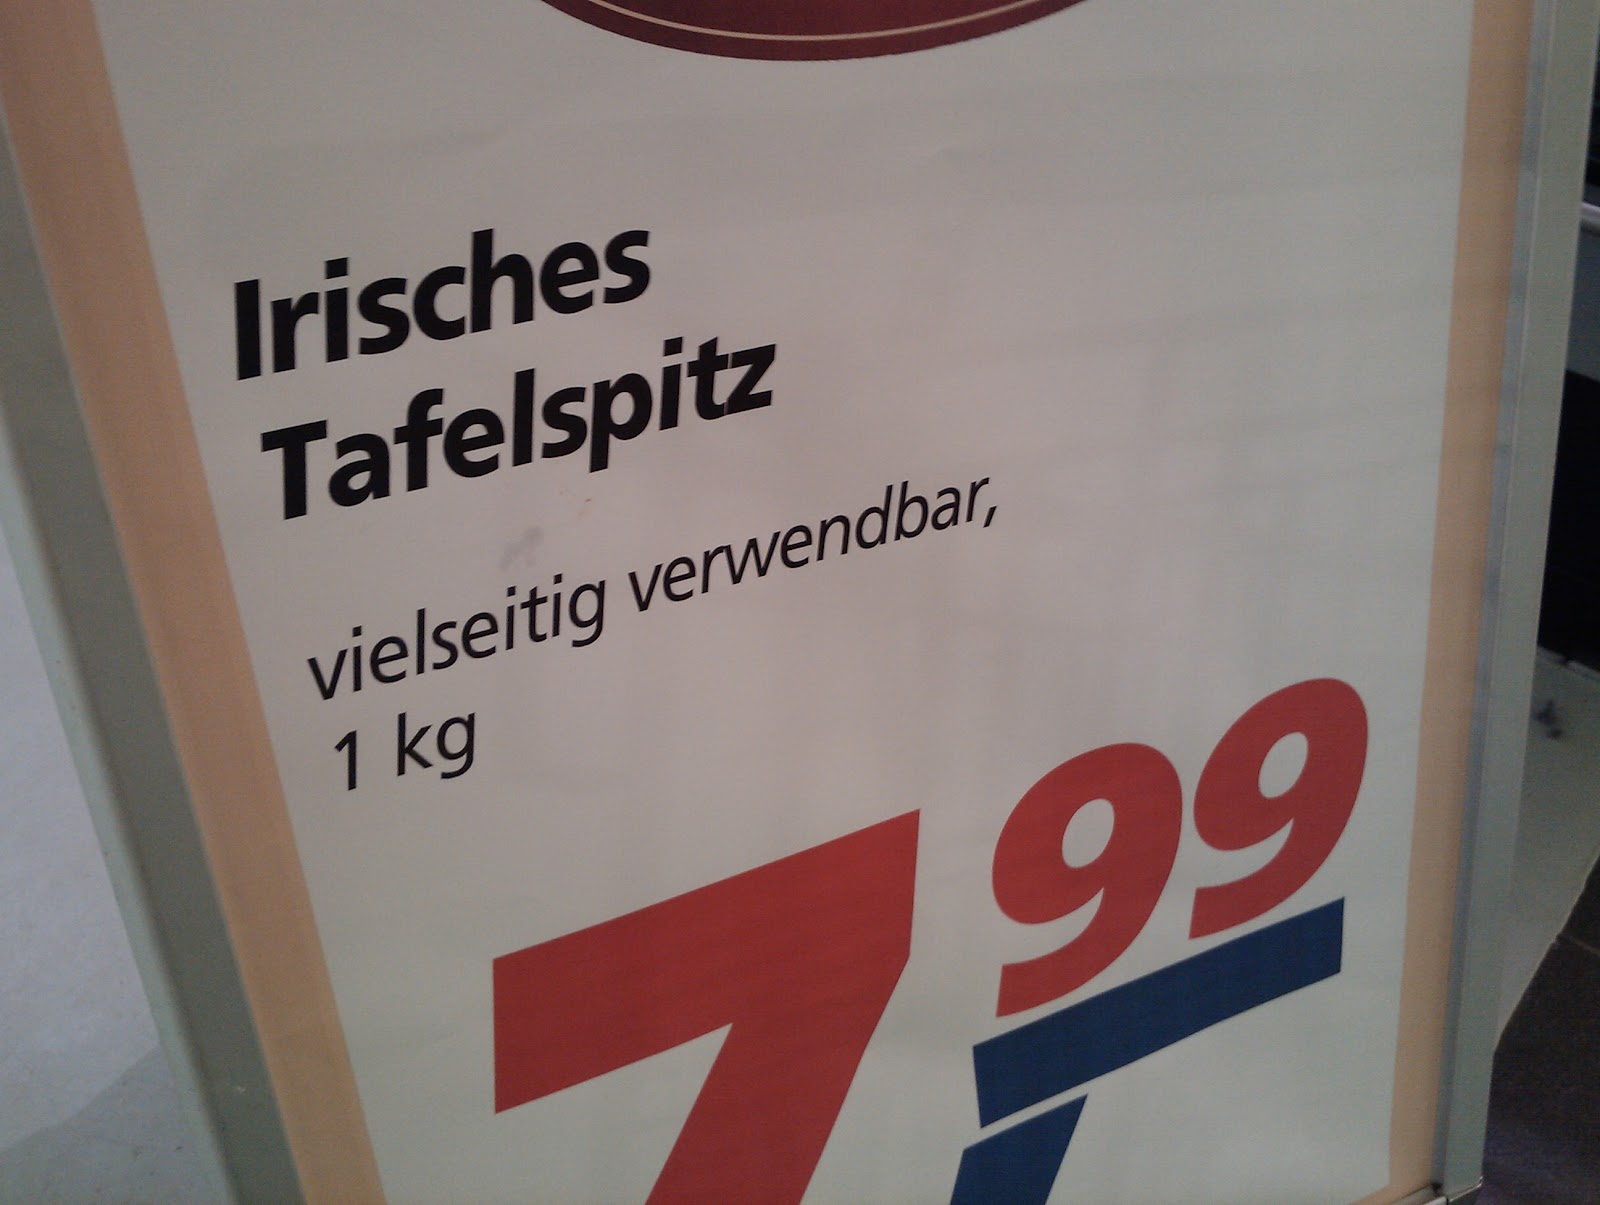 Irisches
Tafelspitz
vielseitig verwendbar,
1 kg
7,99